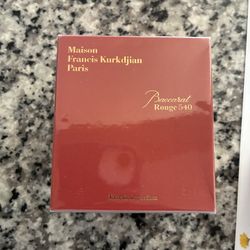 Maison
Francis Kurkdjian
Paris
Baccarat
Rouge 540